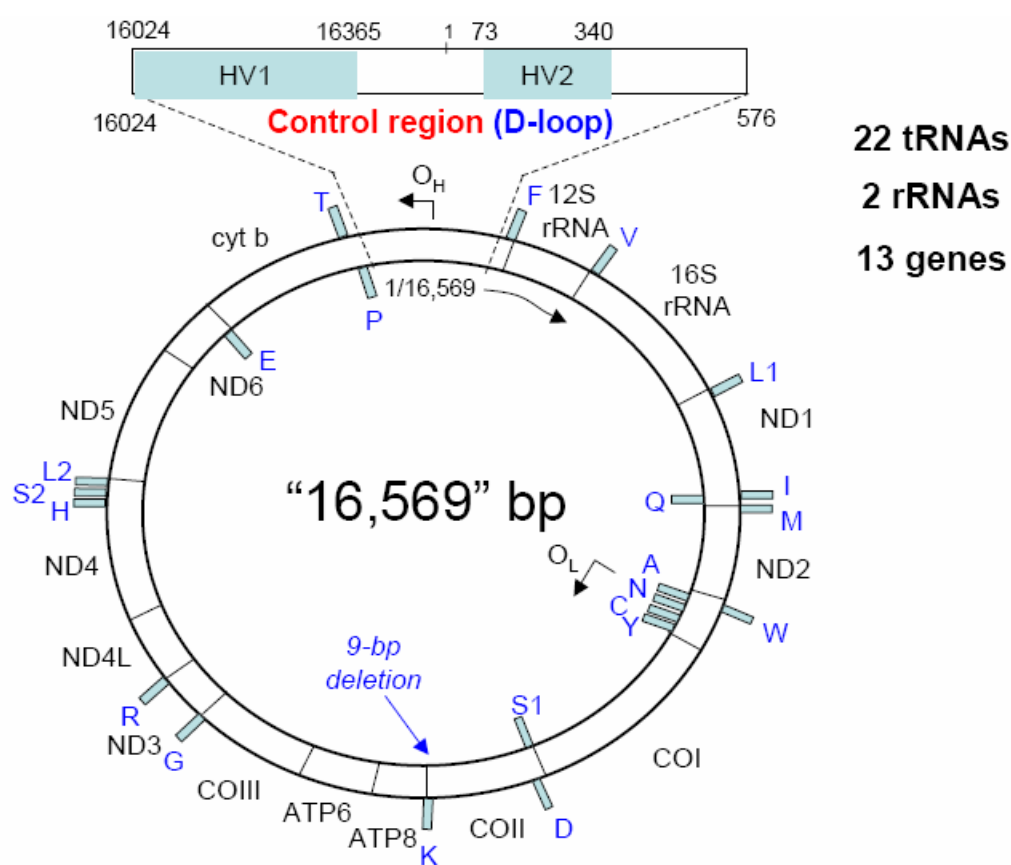 16024 16365 1 73 340
HV1 HV2
16024 Control region (D-loop) 576
22 tRNAs
2 rRNAs
13 genes
OH
T
F
12S
rRNA
V
cyt b
16S
rRNA
1/16,569
P
E
ND6
L1
ND1
ND5
L2
S2
H
"16,569" bp
Q
I
M
OL
A
N
C
Y
ND2
W
ND4
ND4L
9-bp
deletion
R
ND3
G
S1
COI
COIII
ATP6
ATP8
K
COII
D